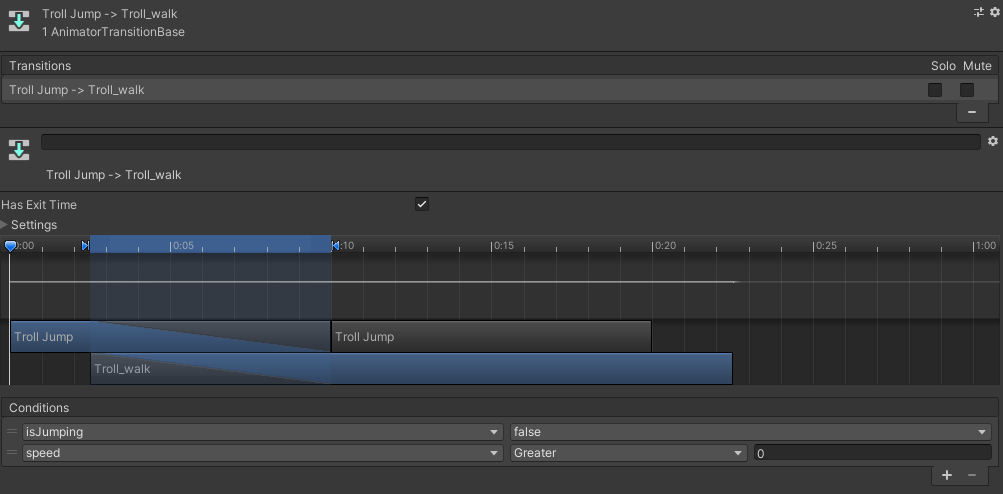 Troll Jump -> Troll_walk
1 AnimatorTransitionBase
Transitions Solo Mute
Troll Jump -> Troll_walk
Troll Jump -> Troll_walk
Has Exit Time
Settings
0:00 0:05 0:10 0:15 0:20 0:25 1:00
Troll Jump Troll Jump
Troll_walk
Conditions
isJumping false
speed Greater 0